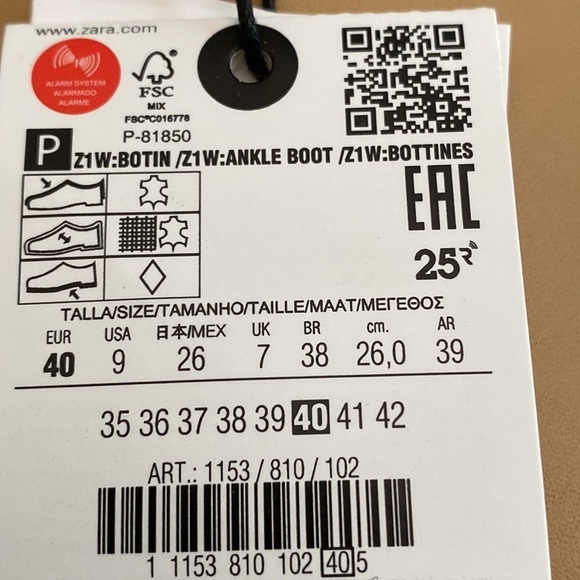 www.zara.com
ALARM SYSTEM
ALARMADO
ALARME
FSC
MIX
FSC®C016778
P-81850
P Z1W:BOTIN /Z1W:ANKLE BOOT /Z1W:BOTTINES
EAC
25R
TALLA/SIZE/TAMANHO/TAILLE/MAAT/ΜΕΓΕΘΟΣ
EUR USA 日本/MEX UK BR cm. AR
40 9 26 7 38 26,0 39
35 36 37 38 39 40 41 42
ART.: 1153 / 810 / 102
1 1153 810 102 40 5